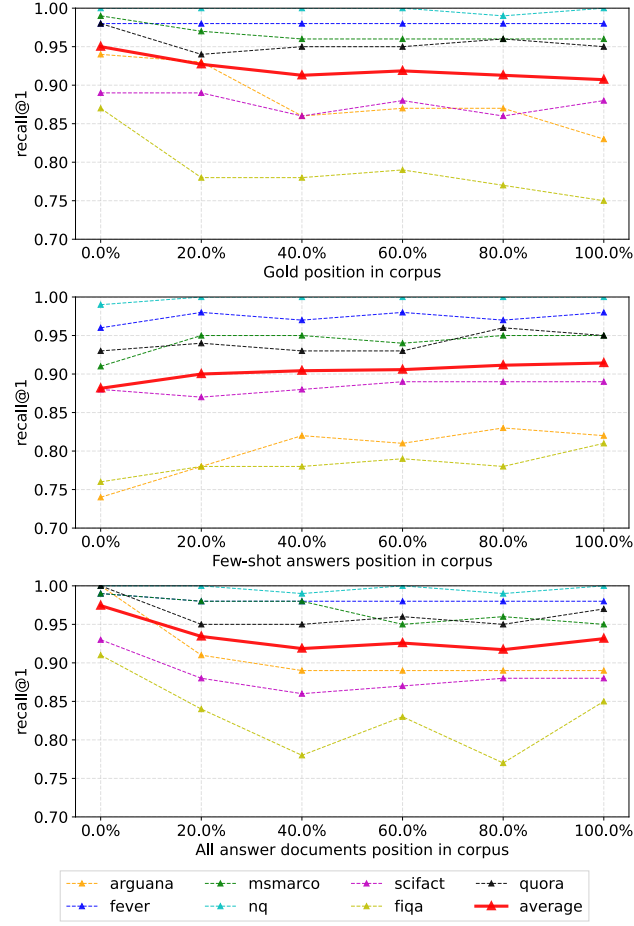 1.00
0.95
0.90
0.85
0.80
0.75
0.70
recall@1
0.0% 20.0% 40.0% 60.0% 80.0% 100.0%
Gold position in corpus
1.00
0.95
0.90
0.85
0.80
0.75
0.70
recall@1
0.0% 20.0% 40.0% 60.0% 80.0% 100.0%
Few-shot answers position in corpus
1.00
0.95
0.90
0.85
0.80
0.75
0.70
recall@1
0.0% 20.0% 40.0% 60.0% 80.0% 100.0%
All answer documents position in corpus
arguana msmarco scifact quora
fever nq fiqa average